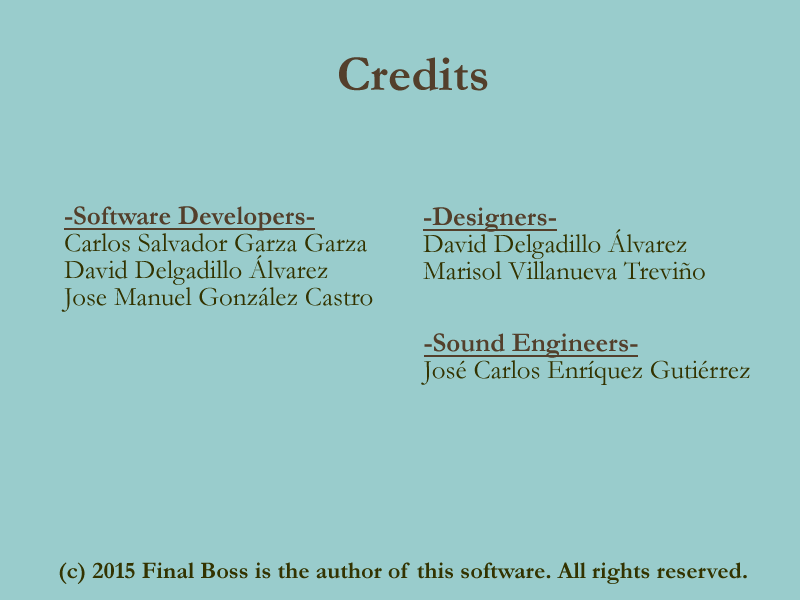 Credits
-Software Developers-
Carlos Salvador Garza Garza
David Delgadillo Álvarez
Jose Manuel González Castro
-Designers-
David Delgadillo Álvarez
Marisol Villanueva Treviño
-Sound Engineers-
José Carlos Enríquez Gutiérrez
(c) 2015 Final Boss is the author of this software. All rights reserved.